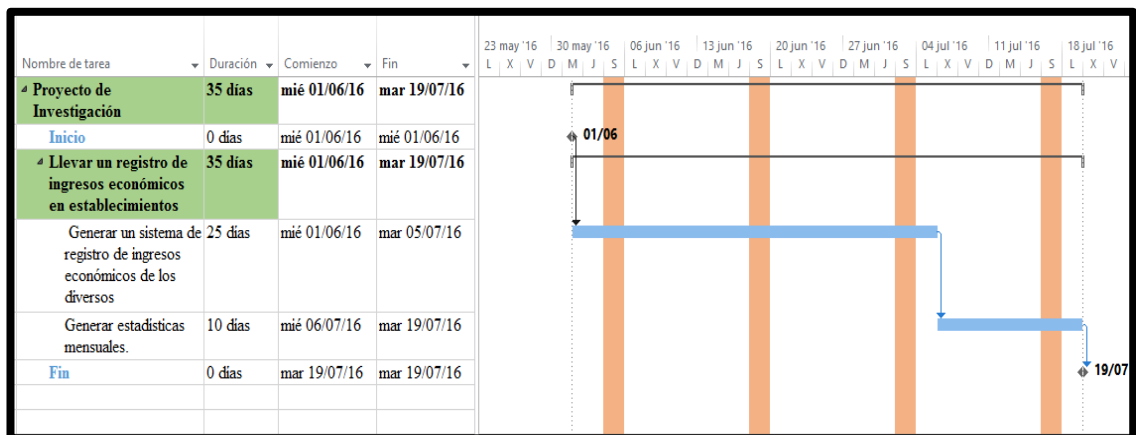 23 may '16 30 may '16 06 jun '16 13 jun '16 20 jun '16 27 jun '16 04 jul '16 11 jul '16 18 jul '16
Nombre de tarea Duración Comienzo Fin L X V D M J S L X V D M J S L X V D M J S L X V D M J S L X V
Proyecto de 35 días mié 01/06/16 mar 19/07/16
Investigación
Inicio 0 días mié 01/06/16 mié 01/06/16 01/06
Llevar un registro de 35 días mié 01/06/16 mar 19/07/16
ingresos económicos
en establecimientos
Generar un sistema de 25 días mié 01/06/16 mar 05/07/16
registro de ingresos
económicos de los
diversos
Generar estadísticas 10 días mié 06/07/16 mar 19/07/16
mensuales.
Fin 0 días mar 19/07/16 mar 19/07/16 19/07